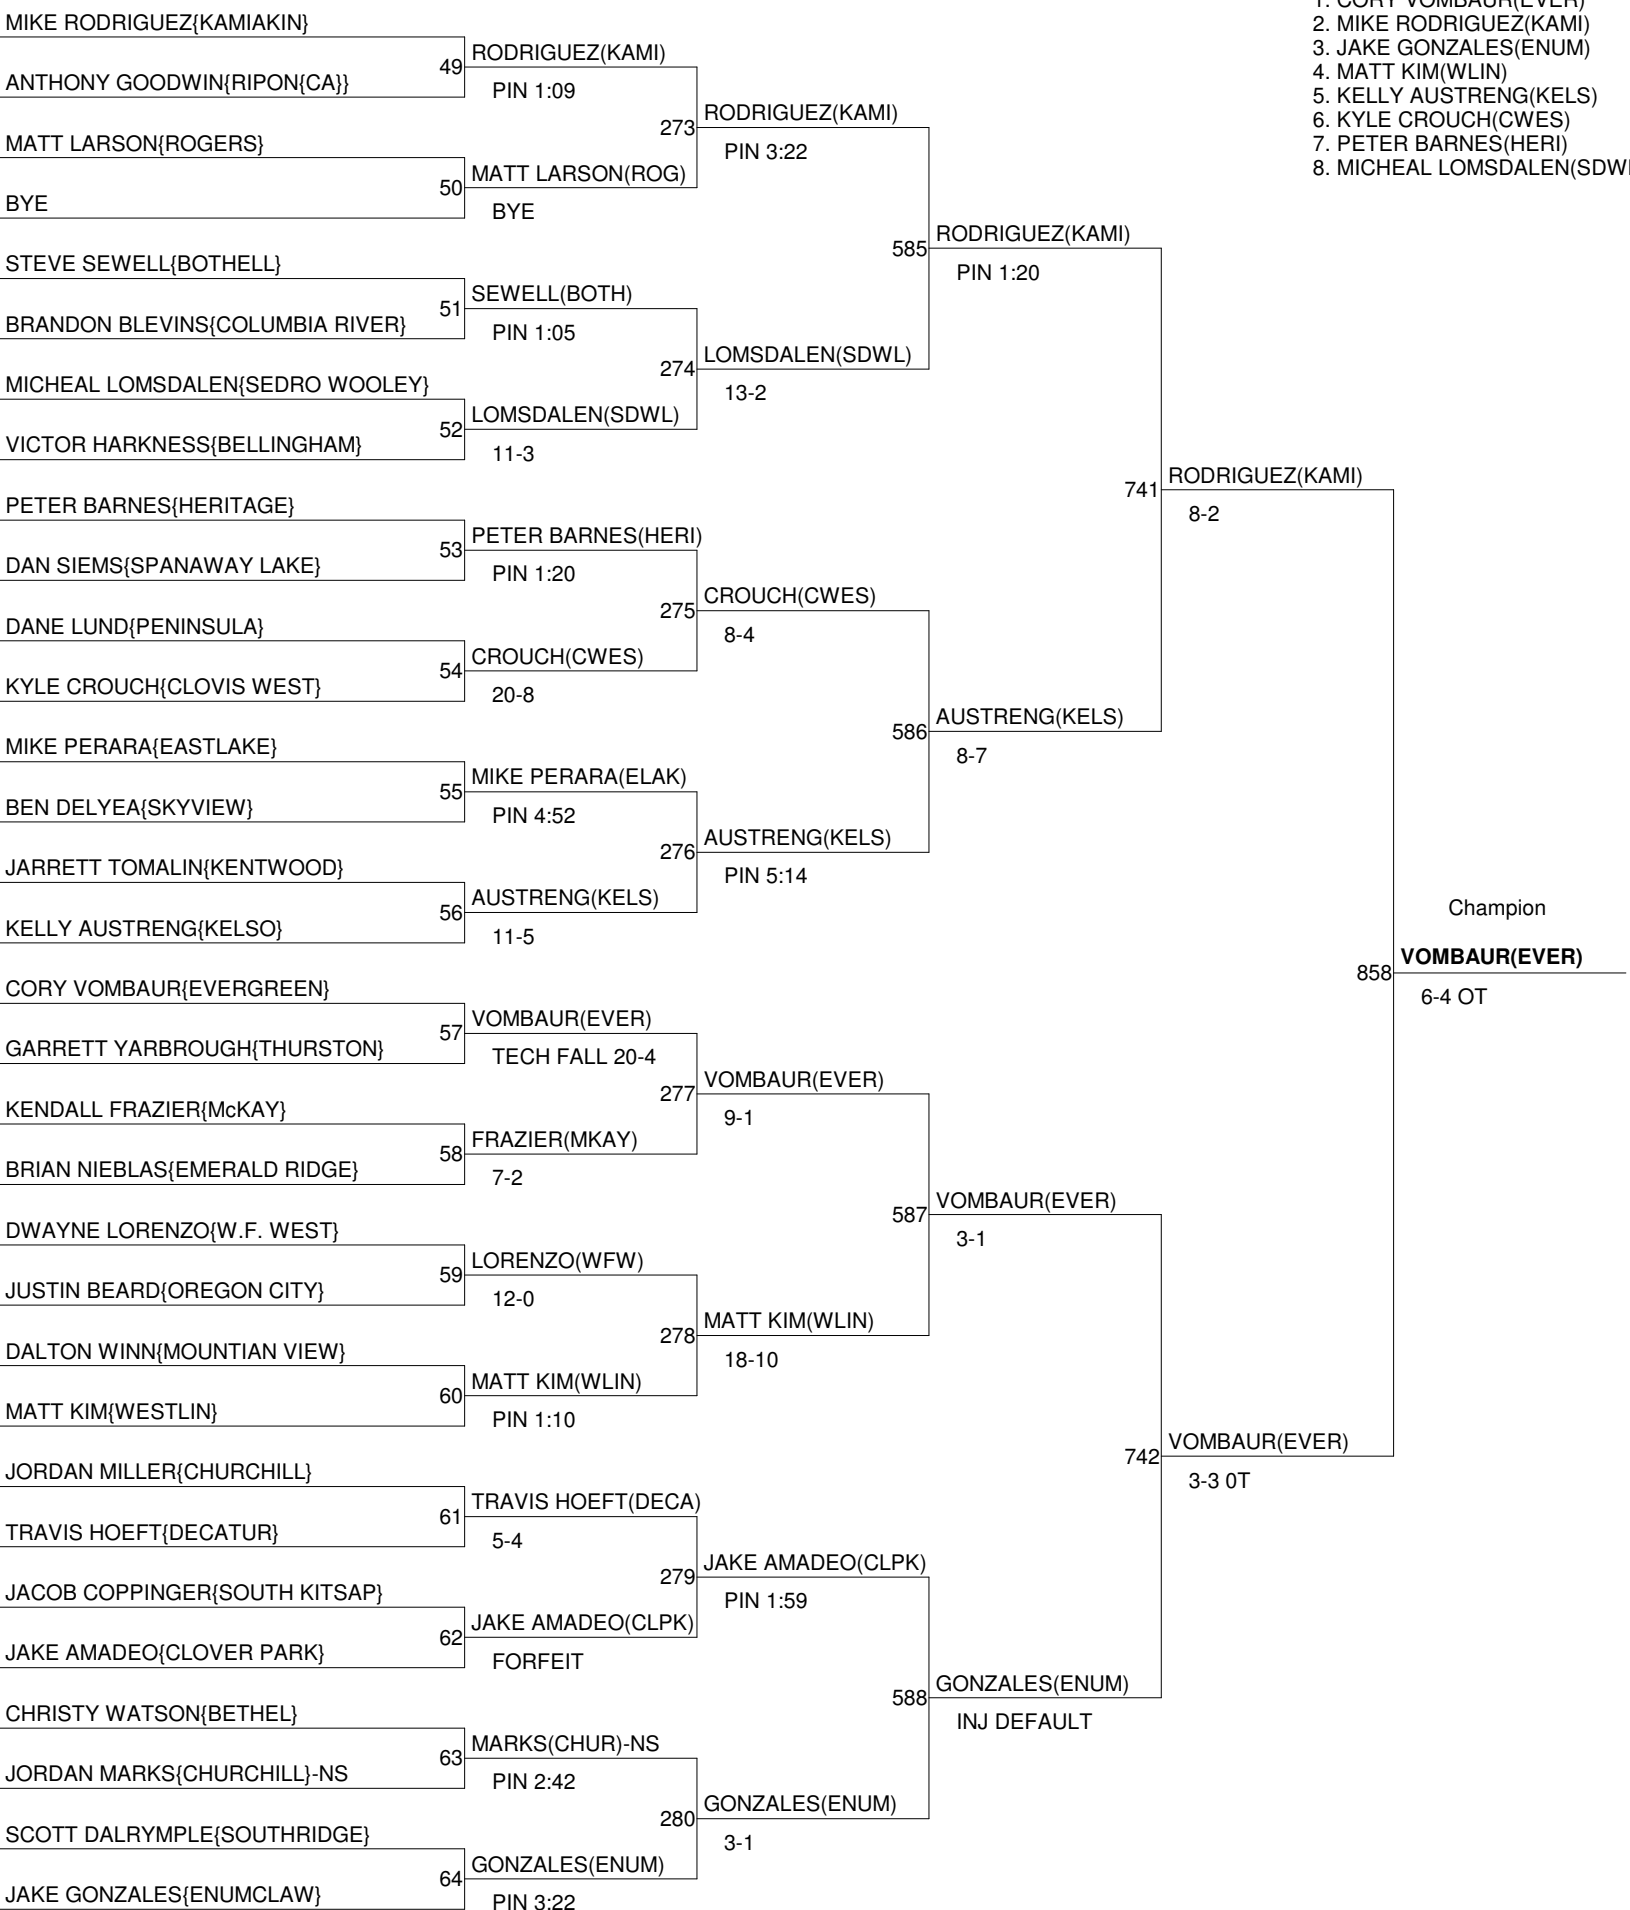 1. CORY VOMBAUR(EVER)
2. MIKE RODRIGUEZ(KAMI)
3. JAKE GONZALES(ENUM)
4. MATT KIM(WLIN)
5. KELLY AUSTRENG(KELS)
6. KYLE CROUCH(CWES)
7. PETER BARNES(HERI)
8. MICHEAL LOMSDALEN(SDWL
MIKE RODRIGUEZ{KAMIAKIN}
49
ANTHONY GOODWIN{RIPON{CA}}
MATT LARSON{ROGERS}
50
BYE
STEVE SEWELL{BOTHELL}
51
BRANDON BLEVINS{COLUMBIA RIVER}
MICHEAL LOMSDALEN{SEDRO WOOLEY}
52
VICTOR HARKNESS{BELLINGHAM}
PETER BARNES{HERITAGE}
53
DAN SIEMS{SPANAWAY LAKE}
DANE LUND{PENINSULA}
54
KYLE CROUCH{CLOVIS WEST}
MIKE PERARA{EASTLAKE}
55
BEN DELYEA{SKYVIEW}
JARRETT TOMALIN{KENTWOOD}
56
KELLY AUSTRENG{KELSO}
CORY VOMBAUR{EVERGREEN}
57
GARRETT YARBROUGH{THURSTON}
KENDALL FRAZIER{McKAY}
58
BRIAN NIEBLAS{EMERALD RIDGE}
DWAYNE LORENZO{W.F. WEST}
59
JUSTIN BEARD{OREGON CITY}
DALTON WINN{MOUNTIAN VIEW}
60
MATT KIM{WESTLIN}
JORDAN MILLER{CHURCHILL}
61
TRAVIS HOEFT{DECATUR}
JACOB COPPINGER{SOUTH KITSAP}
62
JAKE AMADEO{CLOVER PARK}
CHRISTY WATSON{BETHEL}
63
JORDAN MARKS{CHURCHILL}-NS
SCOTT DALRYMPLE{SOUTHRIDGE}
64
JAKE GONZALES{ENUMCLAW}
RODRIGUEZ(KAMI)
PIN 1:09
273
MATT LARSON(ROG)
BYE
SEWELL(BOTH)
PIN 1:05
274
LOMSDALEN(SDWL)
11-3
PETER BARNES(HERI)
PIN 1:20
275
CROUCH(CWES)
20-8
MIKE PERARA(ELAK)
PIN 4:52
276
AUSTRENG(KELS)
11-5
VOMBAUR(EVER)
TECH FALL 20-4
277
FRAZIER(MKAY)
7-2
LORENZO(WFW)
12-0
278
MATT KIM(WLIN)
PIN 1:10
TRAVIS HOEFT(DECA)
5-4
279
JAKE AMADEO(CLPK)
FORFEIT
MARKS(CHUR)-NS
PIN 2:42
280
GONZALES(ENUM)
PIN 3:22
RODRIGUEZ(KAMI)
PIN 3:22
585
LOMSDALEN(SDWL)
13-2
CROUCH(CWES)
8-4
586
AUSTRENG(KELS)
PIN 5:14
VOMBAUR(EVER)
9-1
587
MATT KIM(WLIN)
18-10
JAKE AMADEO(CLPK)
PIN 1:59
588
GONZALES(ENUM)
3-1
RODRIGUEZ(KAMI)
PIN 1:20
741
AUSTRENG(KELS)
8-7
VOMBAUR(EVER)
3-1
742
GONZALES(ENUM)
INJ DEFAULT
RODRIGUEZ(KAMI)
8-2
858
VOMBAUR(EVER)
3-3 0T
Champion
VOMBAUR(EVER)
6-4 OT